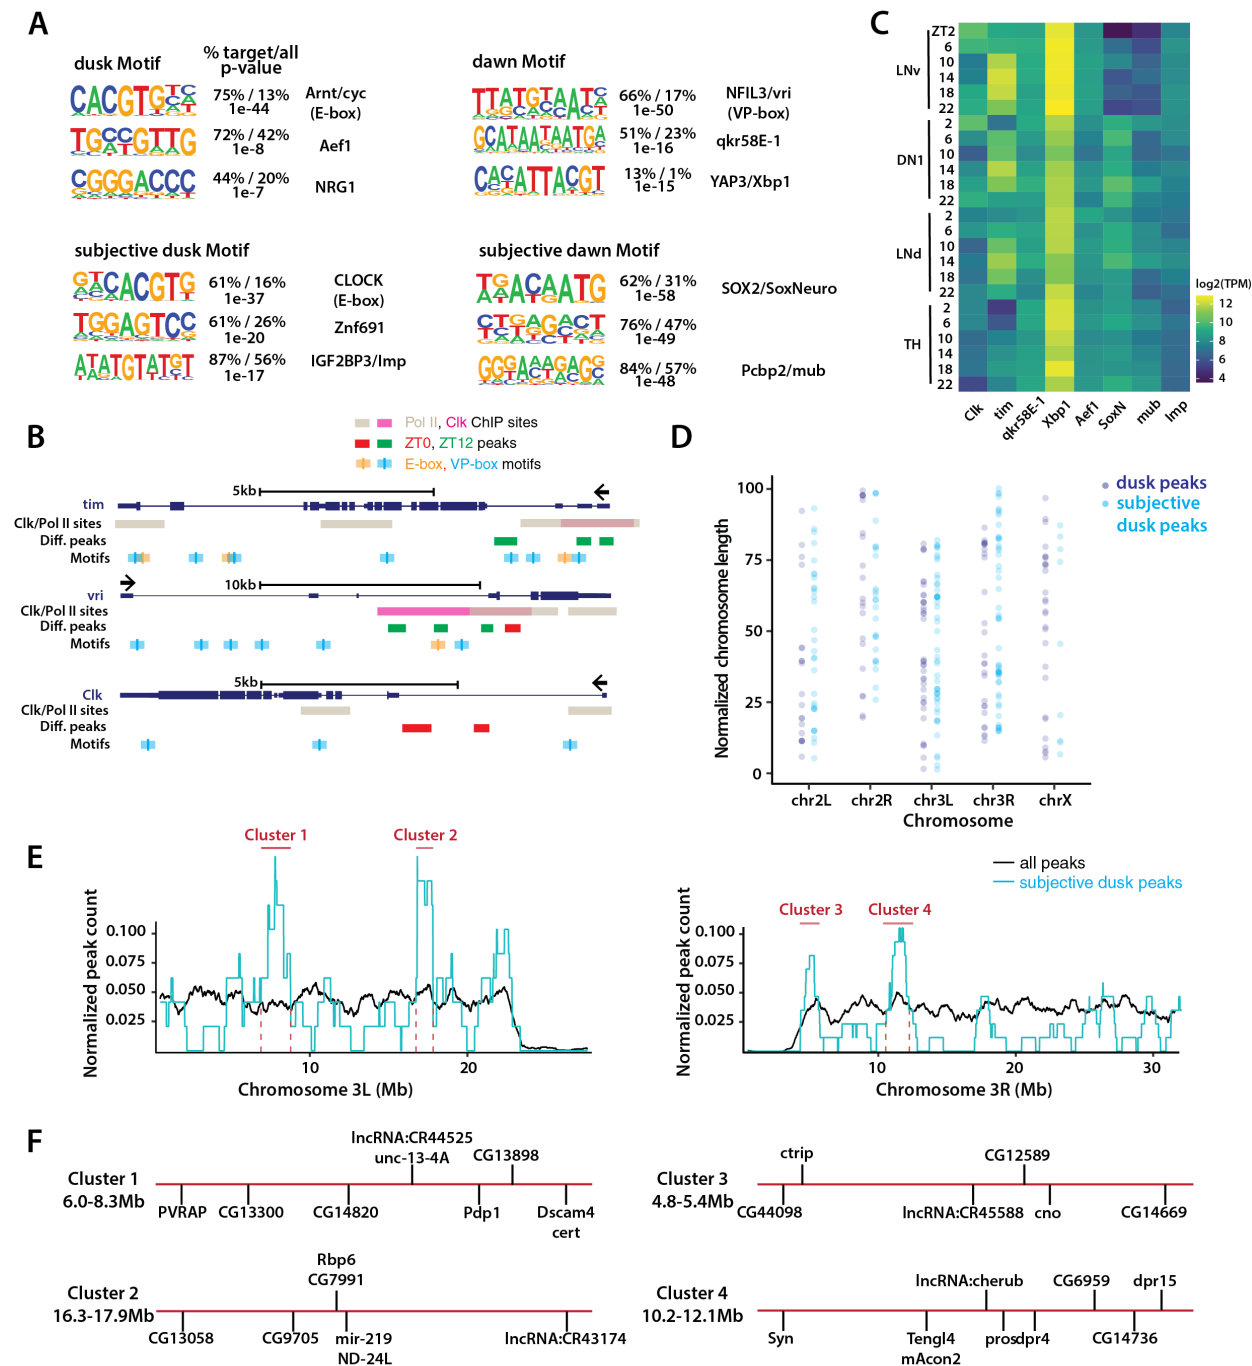 A
dusk Motif
% target/all
p-value
CACGTG
75% / 13%
1e-44
Arnt/cyc
(E-box)
TGCCGTTG
72% / 42%
1e-8
Aef1
CGGGACCC
44% / 20%
1e-7
NRG1
dawn Motif
TTATGTAAT
66% / 17%
1e-50
NFIL3/vri
(VP-box)
GCATAATAATGA
51% / 23%
1e-16
qkr58E-1
CACATTACGT
13% / 1%
1e-15
YAP3/Xbp1
subjective dusk Motif
GTCACGTG
61% / 16%
1e-37
CLOCK
(E-box)
TGGAGTCC
61% / 26%
1e-20
Znf691
ATATGTATGT
87% / 56%
1e-17
IGF2BP3/Imp
subjective dawn Motif
TGACAATG
62% / 31%
1e-58
SOX2/SoxNeuro
CTGAGACT
76% / 47%
1e-49
84% / 57%
1e-48
Pcbp2/mub
C
LNv
ZT2
6
10
14
18
22
DN1
2
6
10
14
18
22
LNd
2
6
10
14
18
22
TH
2
6
10
14
18
22
Clk
tim
qkr58E-1
Xbp1
Aef1
SoxN
mub
Imp
log2(TPM)
12
10
8
6
4
B
Pol II, Clk ChIP sites
ZT0, ZT12 peaks
E-box, VP-box motifs
5kb
tim
Clk/Pol II sites
Diff. peaks
Motifs
10kb
vri
Clk/Pol II sites
Diff. peaks
Motifs
5kb
Clk
Clk/Pol II sites
Diff. peaks
Motifs
D
Normalized chromosome length
100
75
50
25
0
chr2L
chr2R
chr3L
chr3R
chrX
Chromosome
dusk peaks
subjective
dusk peaks
E
Cluster 1
Cluster 2
Normalized peak count
0.100
0.075
0.050
0.025
10
20
Chromosome 3L (Mb)
all peaks
subjective dusk peaks
Cluster 3
Cluster 4
Normalized peak count
0.100
0.075
0.050
0.025
10
20
30
Chromosome 3R (Mb)
F
Cluster 1
6.0-8.3Mb
lncRNA:CR44525
unc-13-4A
CG13898
PVRAP
CG13300
CG14820
Pdp1
Dscam4
cert
Cluster 2
16.3-17.9Mb
Rbp6
CG7991
CG13058
CG9705
mir-219
ND-24L
lncRNA:CR43174
Cluster 3
4.8-5.4Mb
ctrip
CG12589
CG44098
lncRNA:CR45588
cno
CG14669
Cluster 4
10.2-12.1Mb
lncRNA:cherub
CG6959
dpr15
Syn
Tengl4
mAcon2
pros
dpr4
CG14736